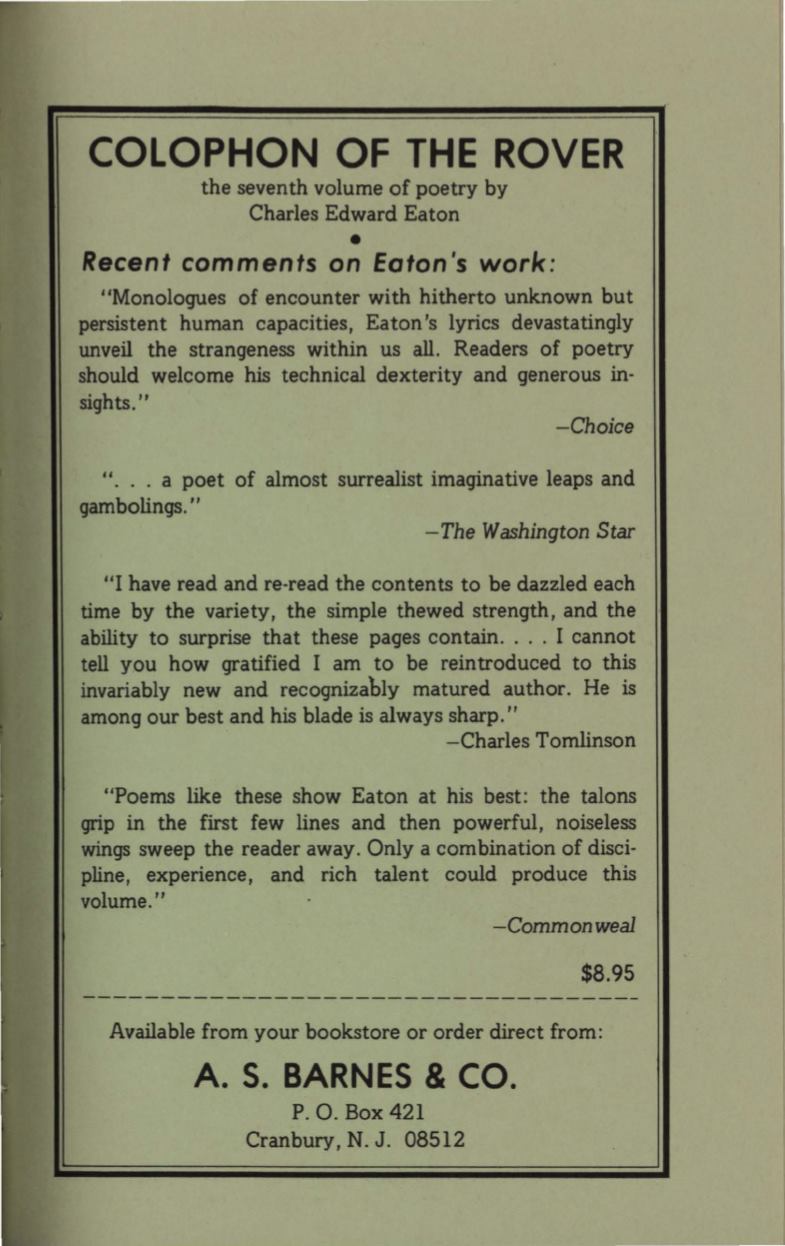 COLOPHON OF THE ROVER
the seventh volume of poetry by
Charles Edward Eaton
•
Recent comments on Eaton's work:
"Monologues of encounter with hitherto unknown but
persistent human capacities, Eaton's lyrics devastatingly
unveil the strangeness within us all. Readers of poetry
should welcome his technical dexterity and generous in-
sights."
—Choice
". . . a poet of almost surrealist imaginative leaps and
gambolings."
—The Washington Star
"I have read and re-read the contents to be dazzled each
time by the variety, the simple thewed strength, and the
ability to surprise that these pages contain. . . . I cannot
tell you how gratified I am to be reintroduced to this
invariably new and recognizably matured author. He is
among our best and his blade is always sharp."
—Charles Tomlinson
"Poems like these show Eaton at his best: the talons
grip in the first few lines and then powerful, noiseless
wings sweep the reader away. Only a combination of disci-
pline, experience, and rich talent could produce this
volume."
—Commonweal
$8.95
Available from your bookstore or order direct from:
A. S. BARNES & CO.
P. O. Box 421
Cranbury, N. J. 08512